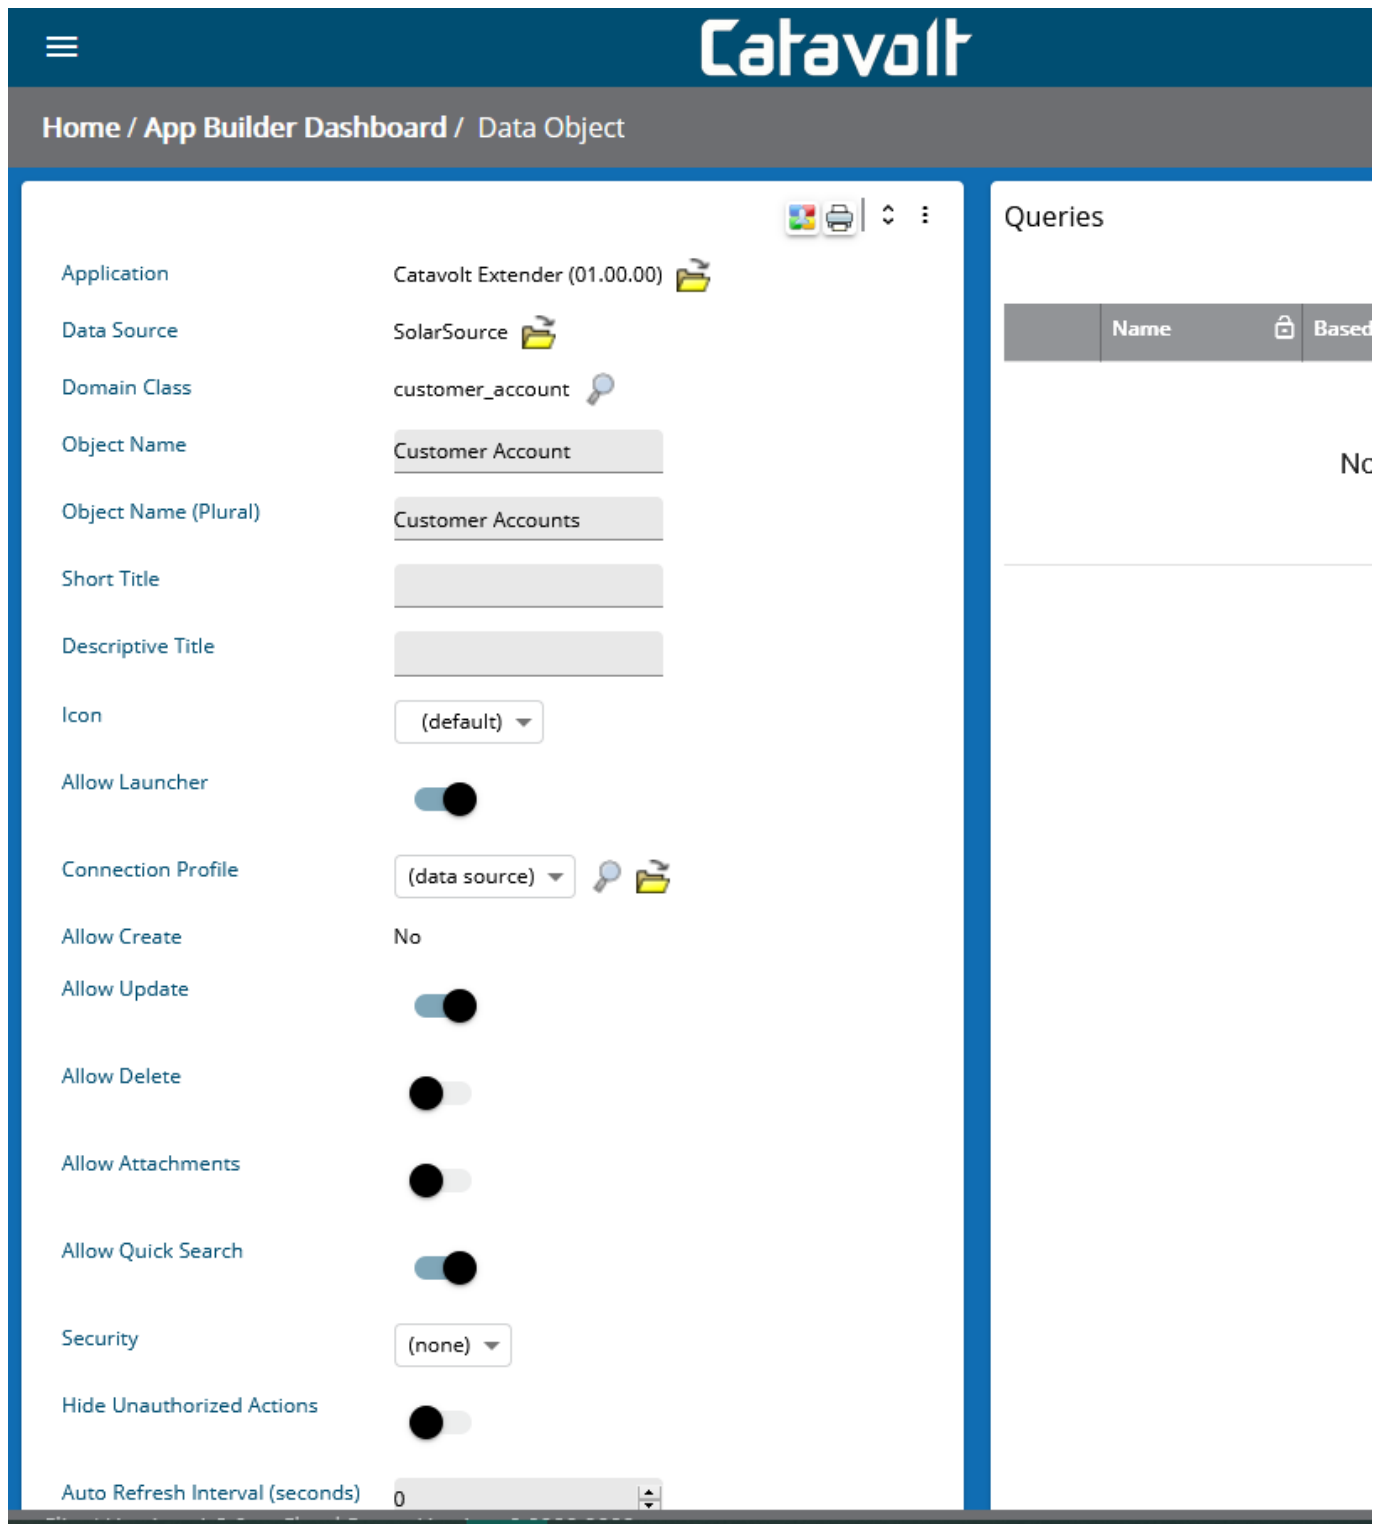 Catavolt
Home / App Builder Dashboard / Data Object
Application
Catavolt Extender (01.00.00)
Data Source
SolarSource
Domain Class
customer_account
Object Name
Customer Account
Object Name (Plural)
Customer Accounts
Short Title
Descriptive Title
Icon
(default)
Allow Launcher
Connection Profile
(data source)
Allow Create
No
Allow Update
Allow Delete
Allow Attachments
Allow Quick Search
Security
(none)
Hide Unauthorized Actions
Auto Refresh Interval (seconds)
0
Queries
Name
Based
No